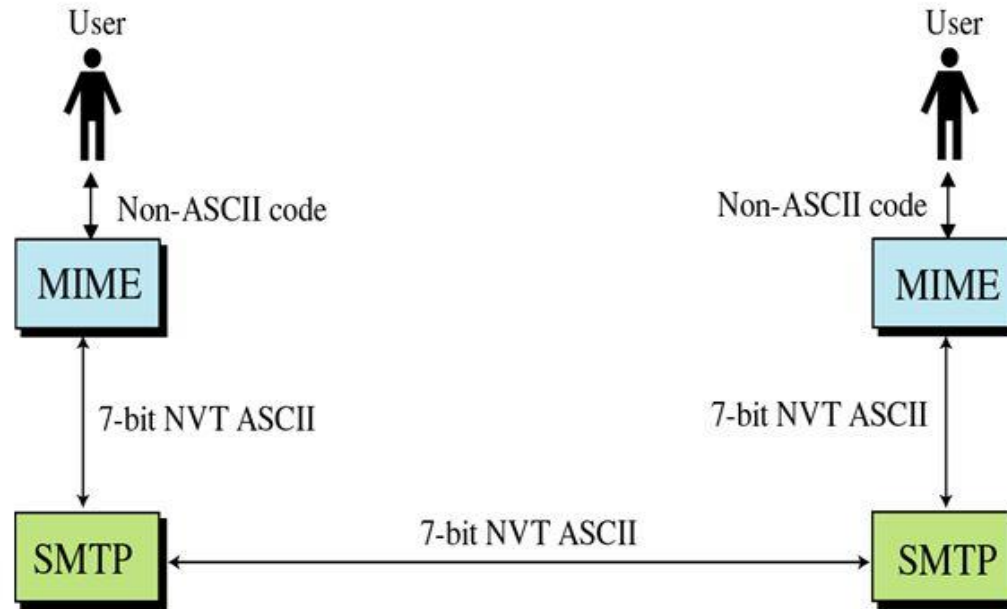 User
User
Non-ASCII code
Non-ASCII code
MIME
MIME
7-bit NVT ASCII
7-bit NVT ASCII
7-bit NVT ASCII
SMTP
SMTP